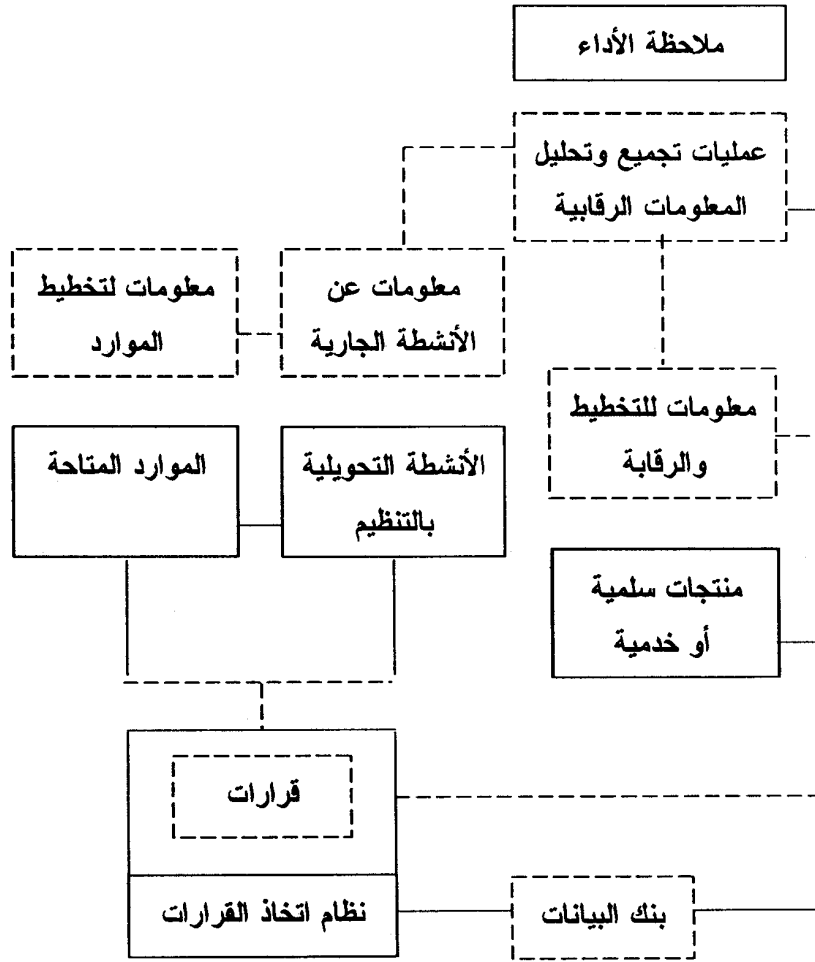 ملاحظة الأداء
عمليات تجميع وتحليل
المعلومات الرقابية
معلومات عن
الأنشطة الجارية
معلومات لتخطيط
الموارد
معلومات للتخطيط
والرقابة
الأنشطة التحويلية
بالتنظيم
الموارد المتاحة
منتجات سلمية
أو خدمية
قرارات
نظام اتخاذ القرارات
بنك البيانات